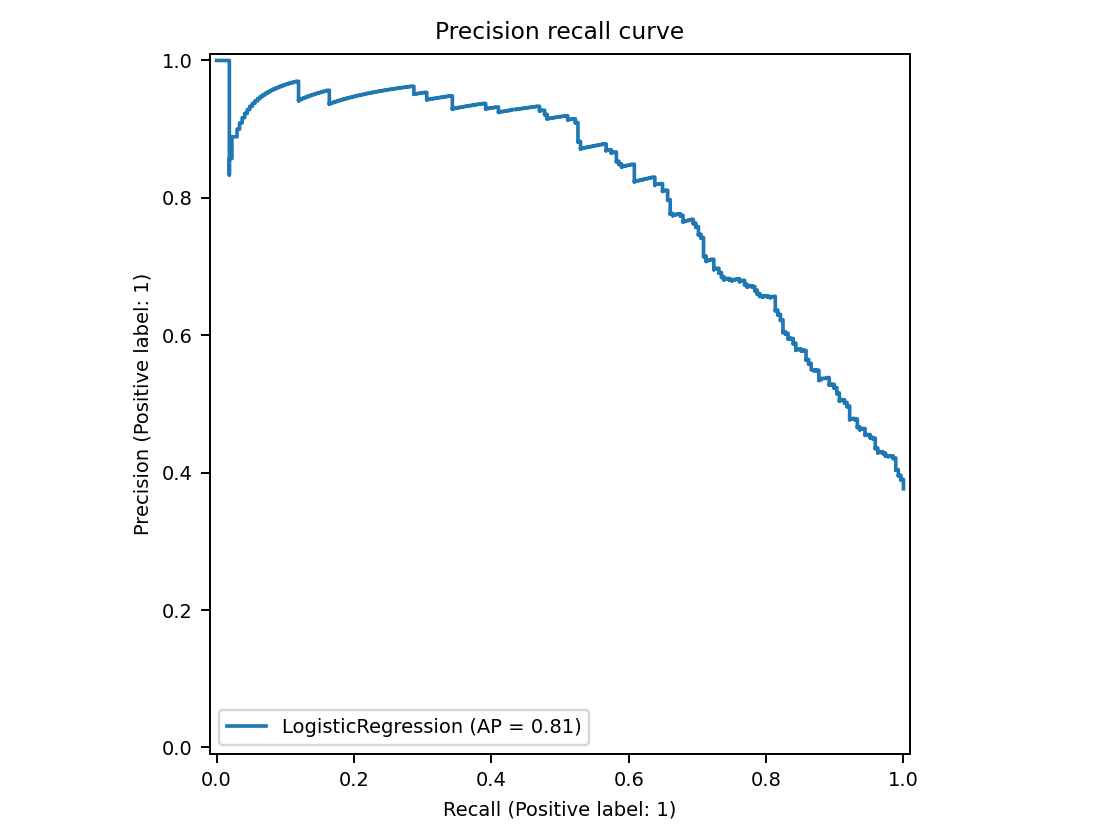 Precision recall curve
1.0
0.8
0.6
0.4
0.2
0.0
Precision (Positive label: 1)
LogisticRegression (AP = 0.81)
0.0 0.2 0.4 0.6 0.8 1.0
Recall (Positive label: 1)